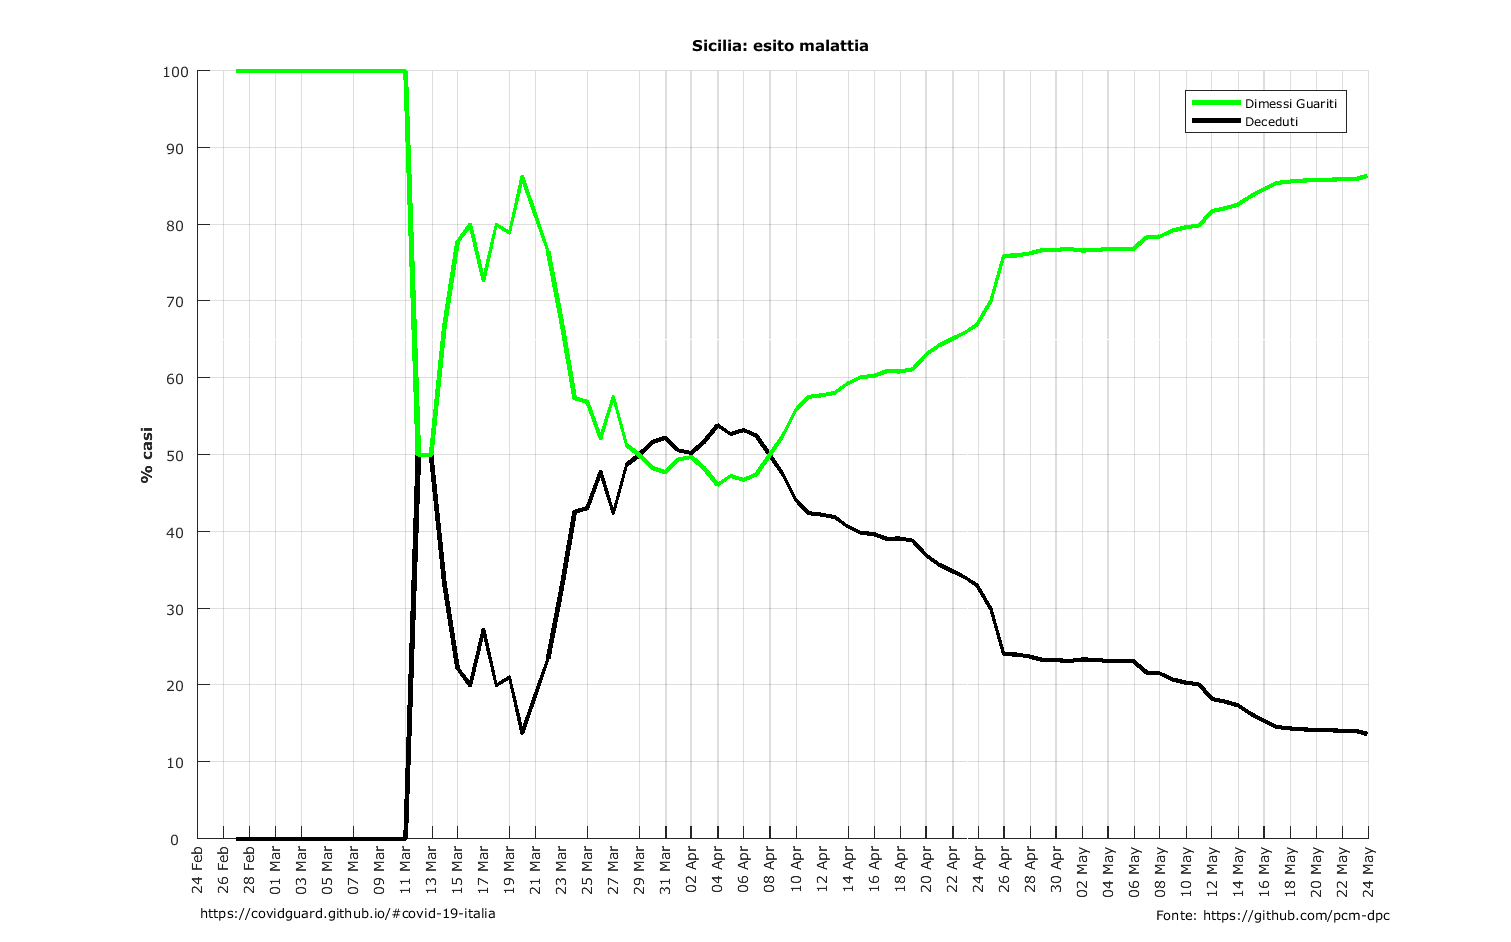 Sicilia: esito malattia
Dimessi Guariti
Deceduti
% casi
100
90
80
70
60
50
40
30
20
10
0
24 Feb
26 Feb
28 Feb
01 Mar
03 Mar
05 Mar
07 Mar
09 Mar
11 Mar
13 Mar
15 Mar
17 Mar
19 Mar
21 Mar
23 Mar
25 Mar
27 Mar
29 Mar
31 Mar
02 Apr
04 Apr
06 Apr
08 Apr
10 Apr
12 Apr
14 Apr
16 Apr
18 Apr
20 Apr
22 Apr
24 Apr
26 Apr
28 Apr
30 Apr
02 May
04 May
06 May
08 May
10 May
12 May
14 May
16 May
18 May
20 May
22 May
24 May
https://covidguard.github.io/#covid-19-italia
Fonte: https://github.com/pcm-dpc